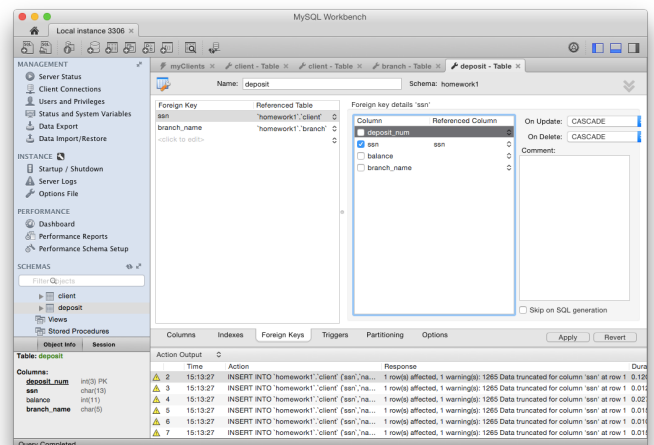 MySQL Workbench
Local instance 3306 ×
MANAGEMENT
Server Status
Client Connections
Users and Privileges
Status and System Variables
Data Export
Data Import/Restore
INSTANCE
Startup / Shutdown
Server Logs
Options File
PERFORMANCE
Dashboard
Performance Reports
Performance Schema Setup
SCHEMAS
Filter objects
client
deposit
Views
Stored Procedures
Object Info Session
Table: deposit
Columns:
deposit_num int(3) PK
ssn char(13)
balance int(11)
branch_name char(5)
Query Completed
myClients × client - Table × client - Table × branch - Table × deposit - Table ×
Name: deposit Schema: homework1
Foreign Key Referenced Table
ssn `homework1`.`client`
branch_name `homework1`.`branch`
<click to edit>
Foreign key details 'ssn'
Column Referenced Column
deposit_num
ssn ssn
balance
branch_name
On Update: CASCADE
On Delete: CASCADE
Comment:
Skip on SQL generation
Columns Indexes Foreign Keys Triggers Partitioning Options
Apply Revert
Action Output
Time Action Response Dura
2 15:13:27 INSERT INTO `homework1`.`client` (`ssn`,`na... 1 row(s) affected, 1 warning(s): 1265 Data truncated for column 'ssn' at row 1 0.120
3 15:13:27 INSERT INTO `homework1`.`client` (`ssn`,`na... 1 row(s) affected, 1 warning(s): 1265 Data truncated for column 'ssn' at row 1
4 15:13:27 INSERT INTO `homework1`.`client` (`ssn`,`na... 1 row(s) affected, 1 warning(s): 1265 Data truncated for column 'ssn' at row 1
5 15:13:27 INSERT INTO `homework1`.`client` (`ssn`,`na... 1 row(s) affected, 1 warning(s): 1265 Data truncated for column 'ssn' at row 1
6 15:13:27 INSERT INTO `homework1`.`client` (`ssn`,`na... 1 row(s) affected, 1 warning(s): 1265 Data truncated for column 'ssn' at row 1
7 15:13:27 INSERT INTO `homework1`.`client` (`ssn`,`na... 1 row(s) affected, 1 warning(s): 1265 Data truncated for column 'ssn' at row 1